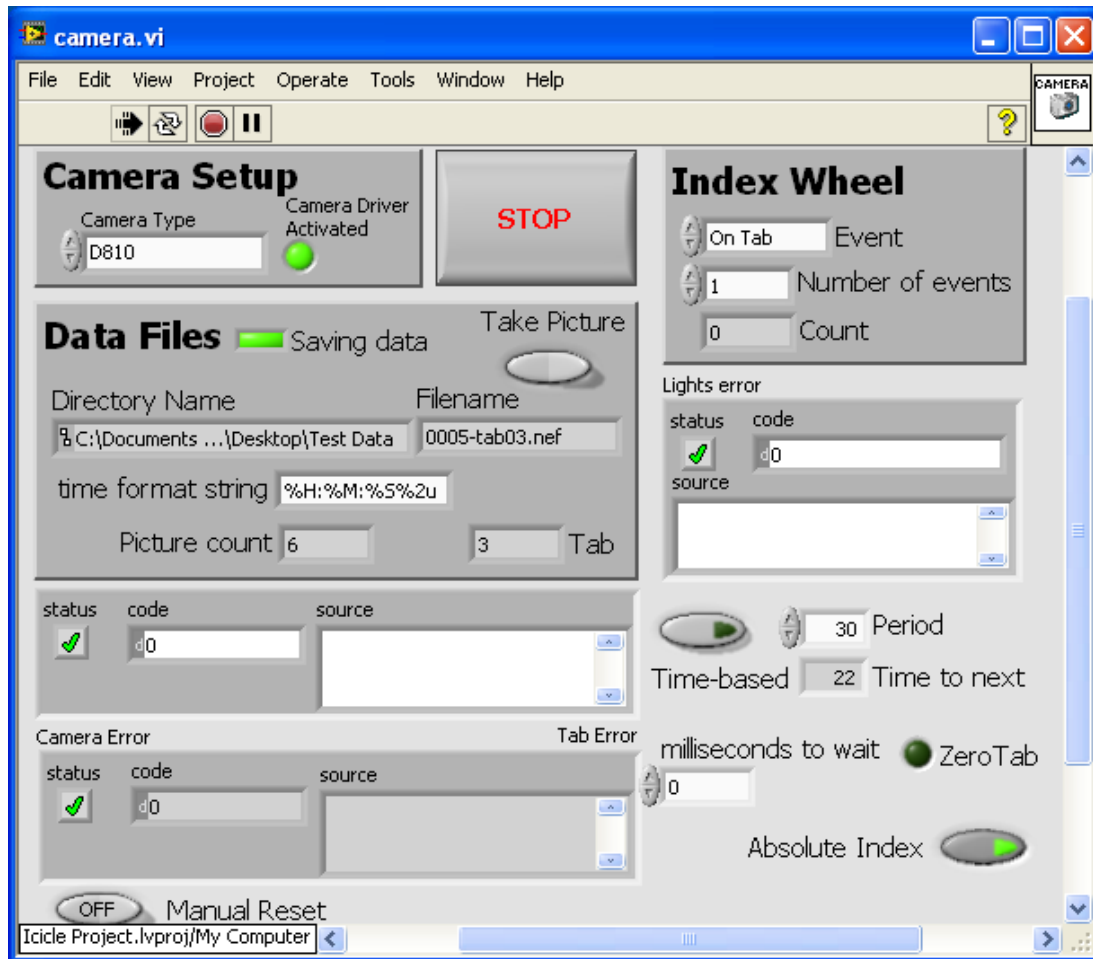 camera.vi
File Edit View Project Operate Tools Window Help
CAMERA
?
Camera Setup
Camera Type
D810
Camera Driver
Activated
STOP
Index Wheel
On Tab Event
1 Number of events
0 Count
Data Files
Saving data
Take Picture
Directory Name
C:\Documents ...\Desktop\Test Data
Filename
0005-tab03.nef
time format string %H:%M:%S%2u
Picture count 6
3 Tab
Lights error
status code
d0
source
status code source
d0
Camera Error
Tab Error
status code source
d0
30 Period
Time-based 22 Time to next
milliseconds to wait
0
ZeroTab
Absolute Index
OFF Manual Reset
Icicle Project.lvproj/My Computer